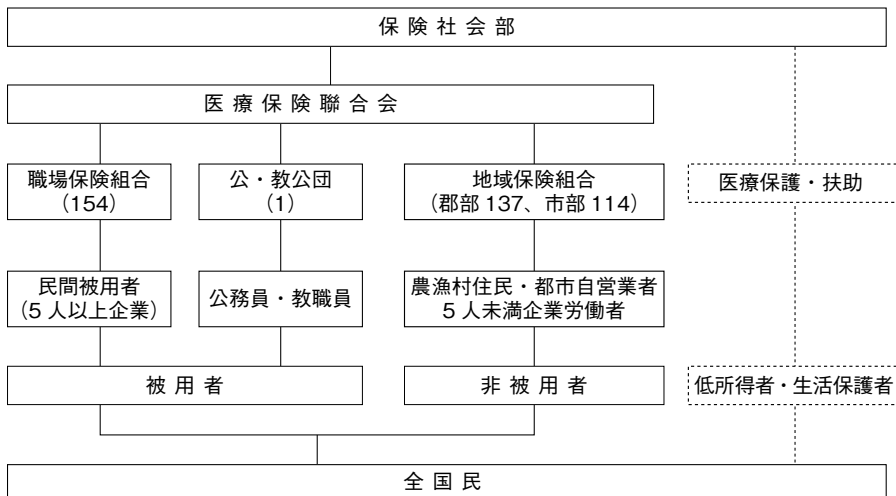 保険社会部
医療保険聯合会
職場保険組合
（154）
公・教公団
（1）
地域保険組合
（郡部 137、市部 114）
医療保護・扶助
民間被用者
（5 人以上企業）
公務員・教職員
農漁村住民・都市自営業者
5 人未満企業労働者
被用者
非被用者
低所得者・生活保護者
全国民